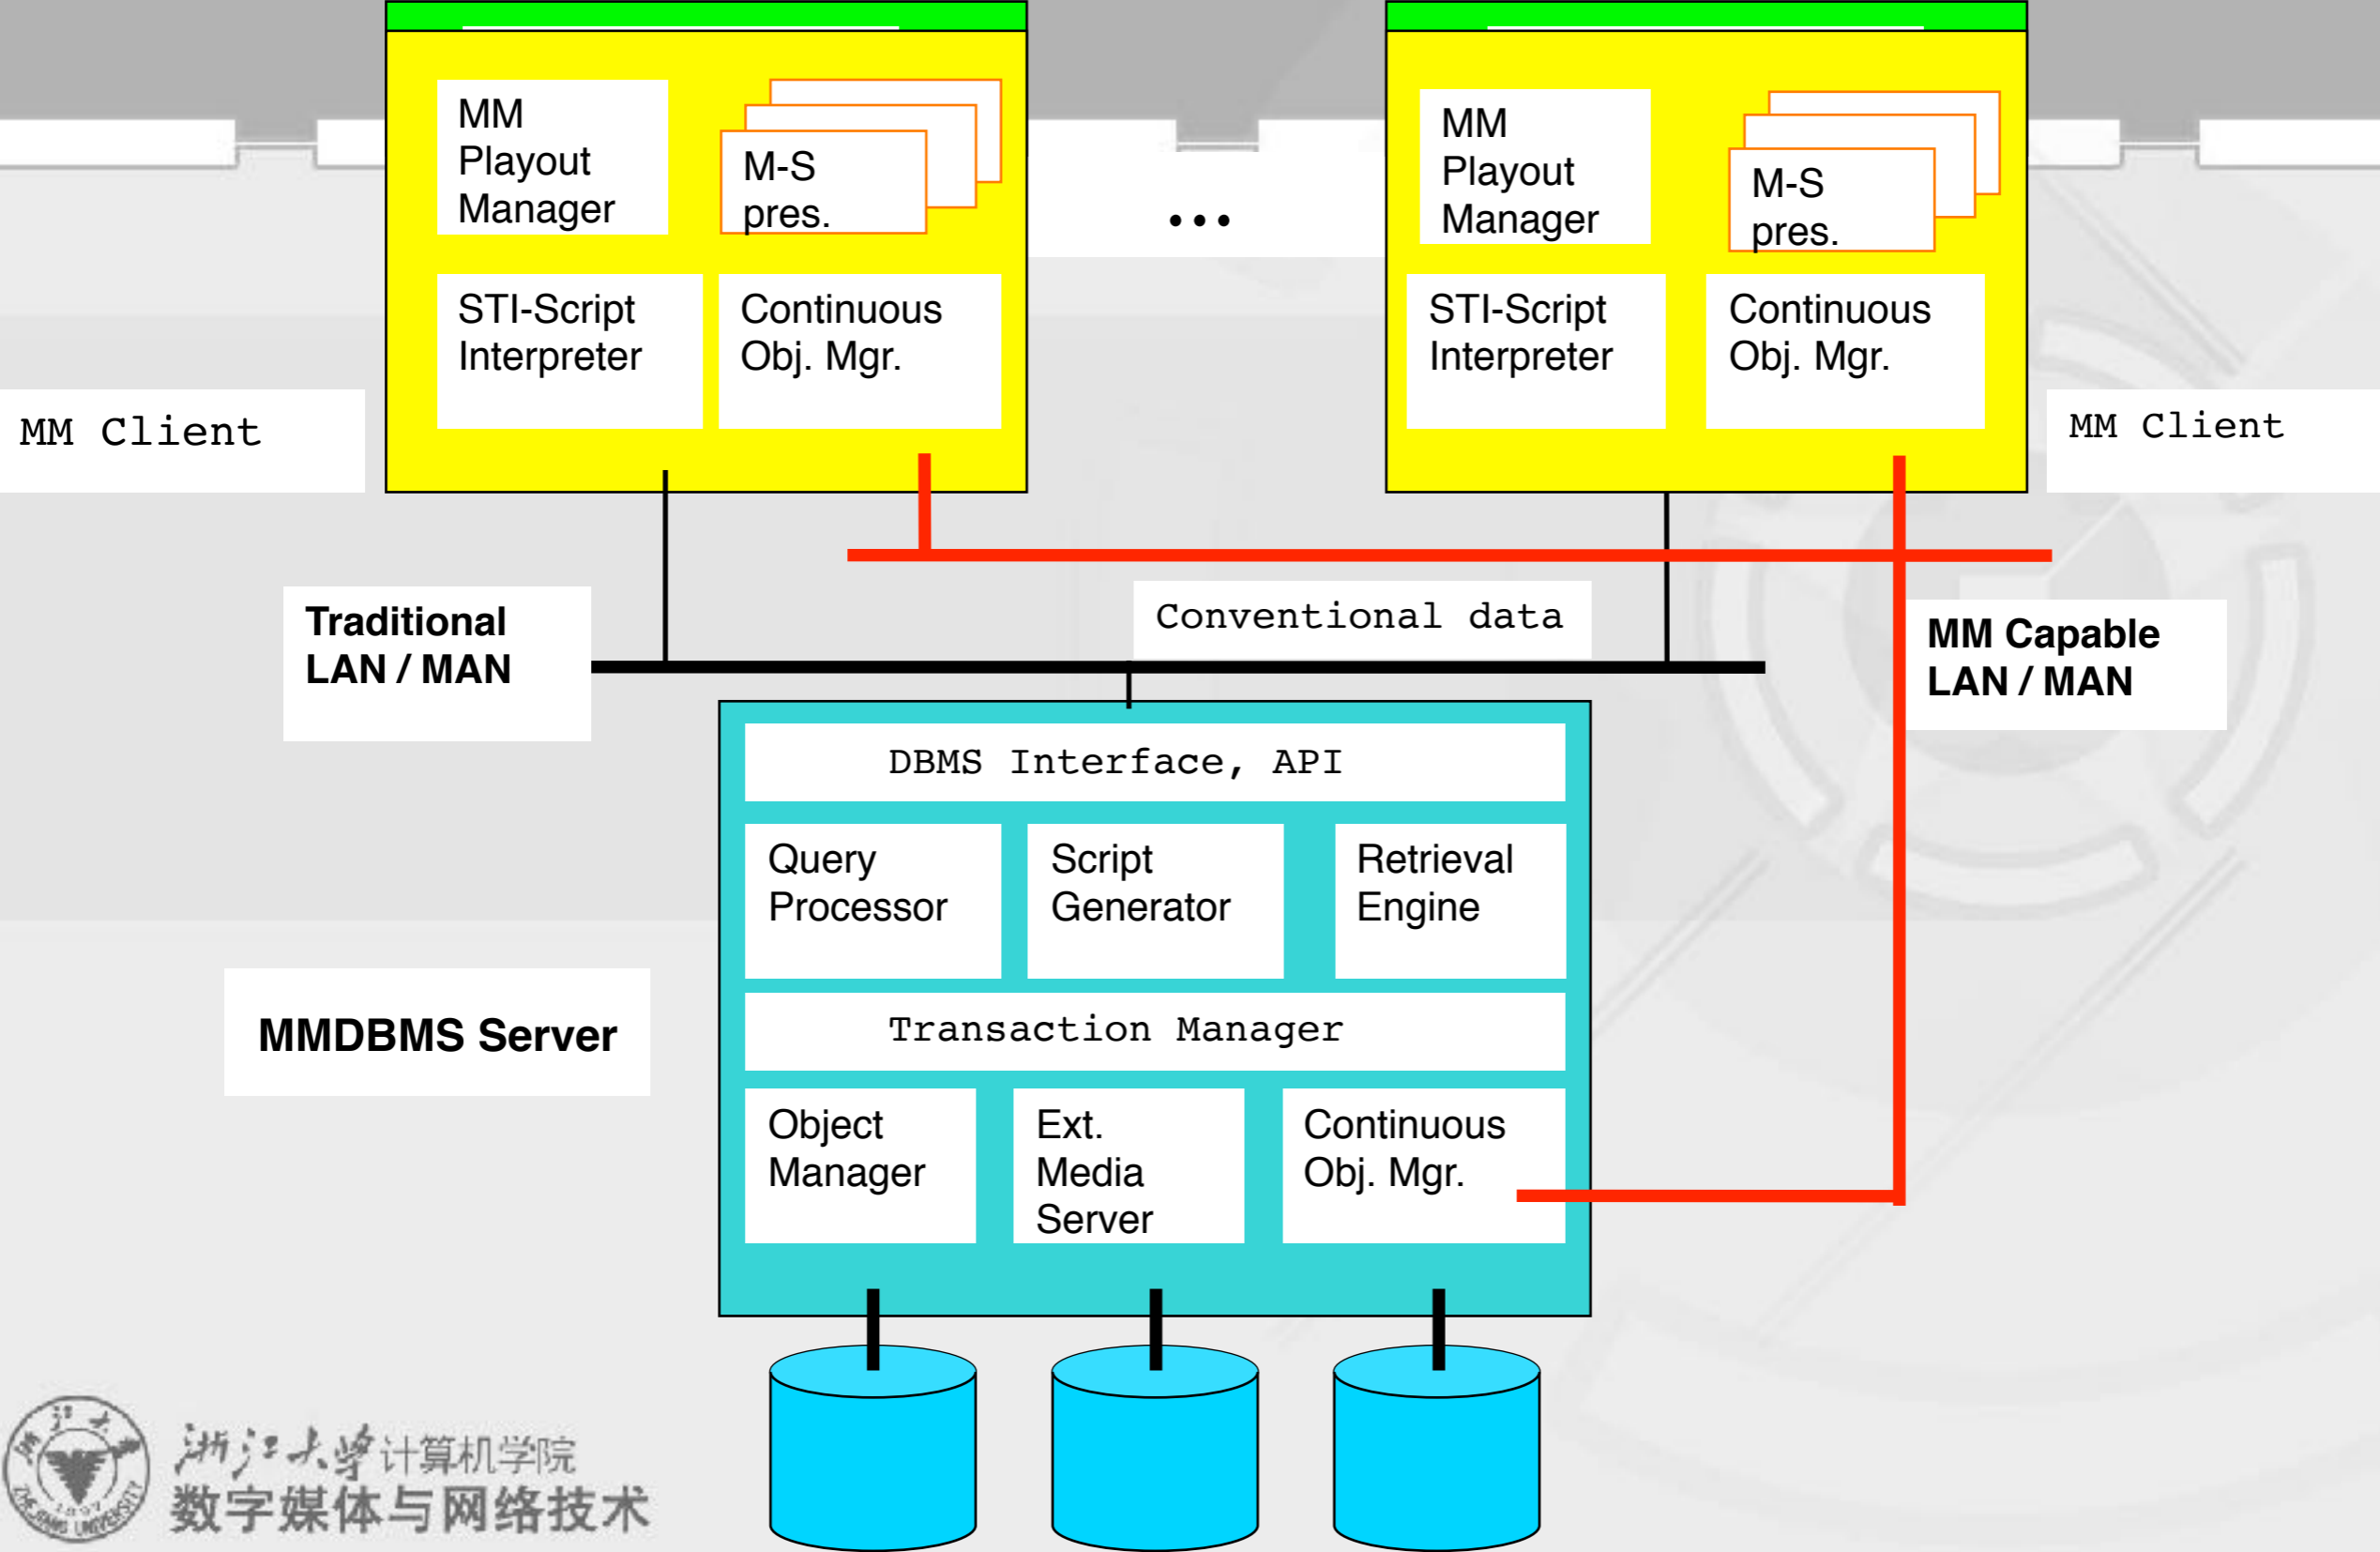 MM
Playout
Manager
M-S
pres.
STI-Script
Interpreter
Continuous
Obj. Mgr.
...
MM
Playout
Manager
M-S
pres.
STI-Script
Interpreter
Continuous
Obj. Mgr.
MM Client
MM Client
Traditional
LAN / MAN
Conventional data
MM Capable
LAN / MAN
DBMS Interface, API
Query
Processor
Script
Generator
Retrieval
Engine
MMDBMS Server
Transaction Manager
Object
Manager
Ext.
Media
Server
Continuous
Obj. Mgr.
浙江大学计算机学院
数字媒体与网络技术